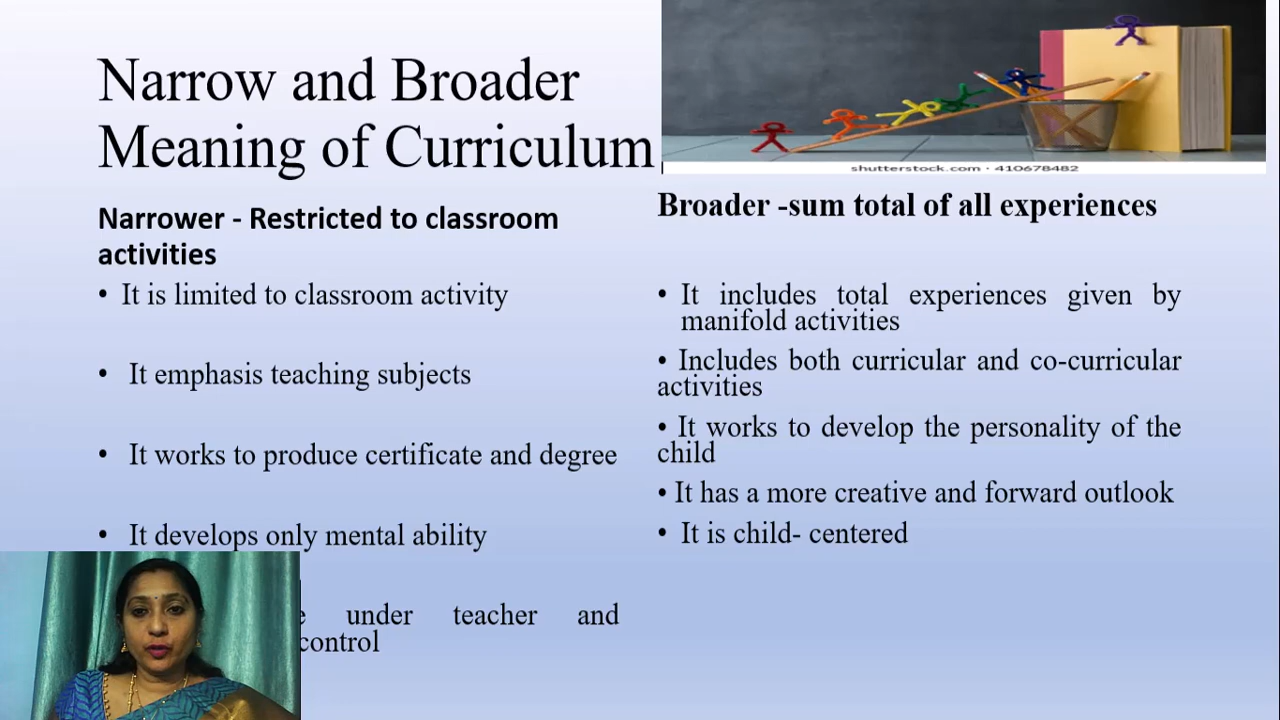 Narrow and Broader
Meaning of Curriculum
shutterstock.com · 410678482
Narrower - Restricted to classroom
activities
• It is limited to classroom activity
• It emphasis teaching subjects
• It works to produce certificate and degree
• It develops only mental ability
under teacher and
control
Broader -sum total of all experiences
• It includes total experiences given by
manifold activities
• Includes both curricular and co-curricular
activities
• It works to develop the personality of the
child
• It has a more creative and forward outlook
• It is child- centered